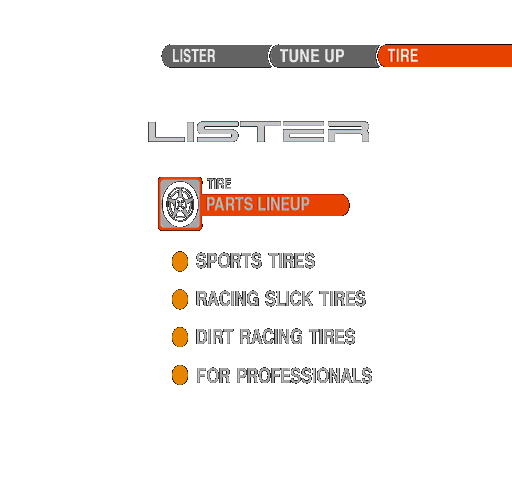 LISTER TUNE UP TIRE
LISTER
TIRE
PARTS LINEUP
SPORTS TIRES
RACING SLICK TIRES
DIRT RACING TIRES
FOR PROFESSIONALS